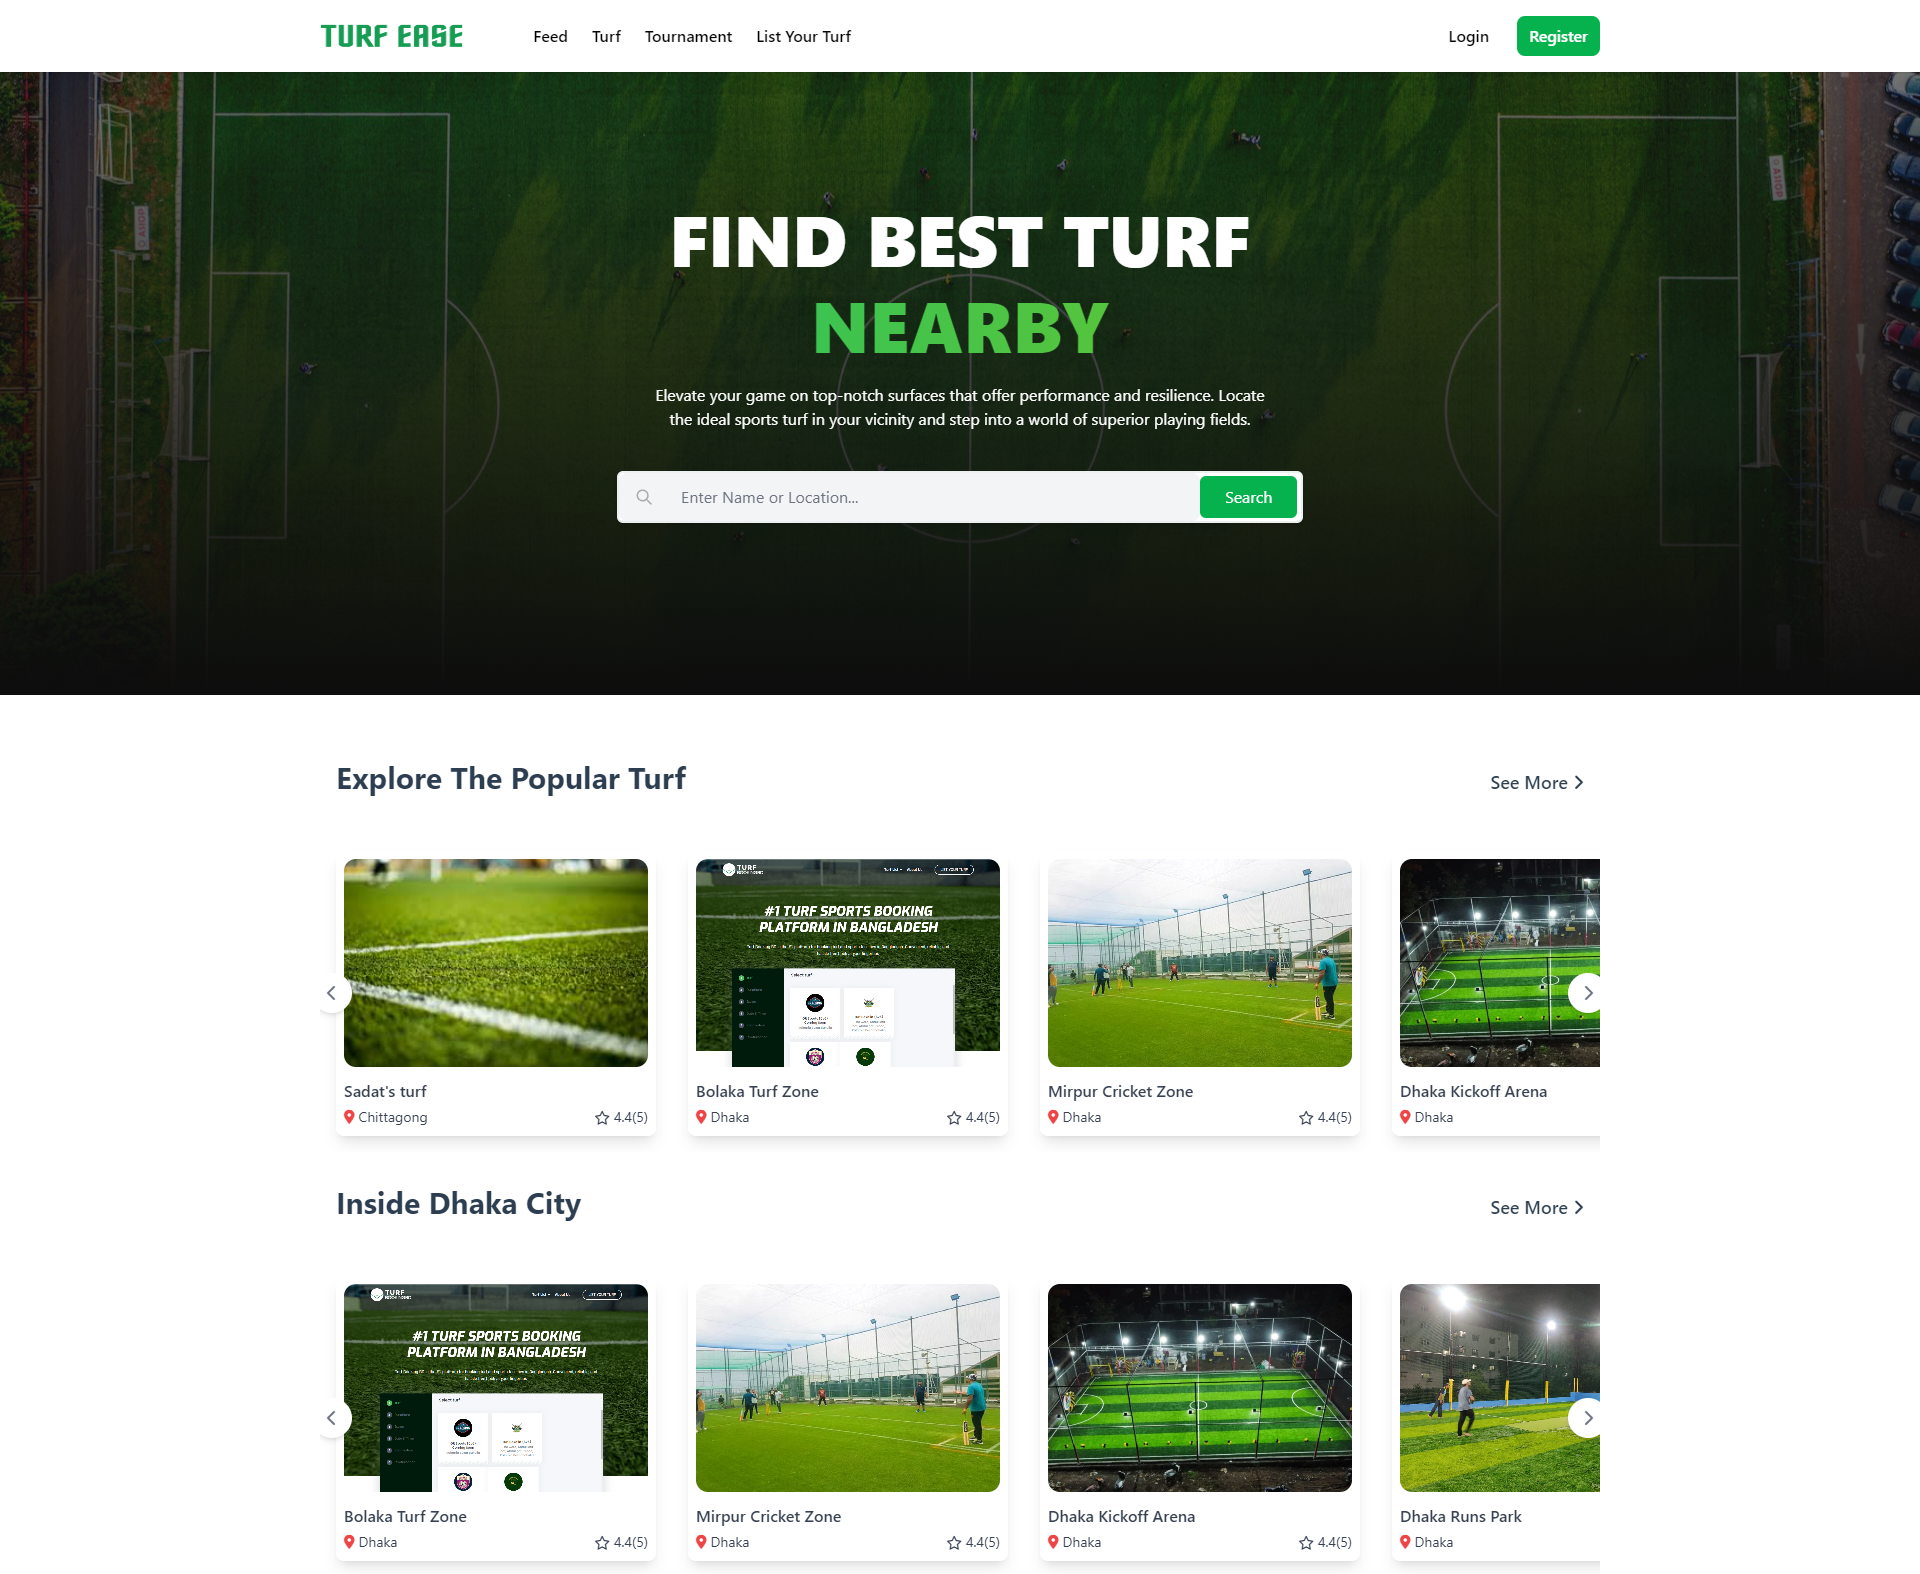 TURF EASE
Feed
Turf
Tournament
List Your Turf
Login
Register
FIND BEST TURF
NEARBY
Elevate your game on top-notch surfaces that offer performance and resilience. Locate
the ideal sports turf in your vicinity and step into a world of superior playing fields.
Enter Name or Location...
Search
Explore The Popular Turf
See More
TURF
#1 TURF SPORTS BOOKING
PLATFORM IN BANGLADESH
Select turf
Sadat's turf
Chittagong
4.4(5)
Bolaka Turf Zone
Dhaka
4.4(5)
Mirpur Cricket Zone
Dhaka
4.4(5)
Dhaka Kickoff Arena
Dhaka
Inside Dhaka City
See More
TURF
#1 TURF SPORTS BOOKING
PLATFORM IN BANGLADESH
Select turf
Bolaka Turf Zone
Dhaka
4.4(5)
Mirpur Cricket Zone
Dhaka
4.4(5)
Dhaka Kickoff Arena
Dhaka
4.4(5)
Dhaka Runs Park
Dhaka